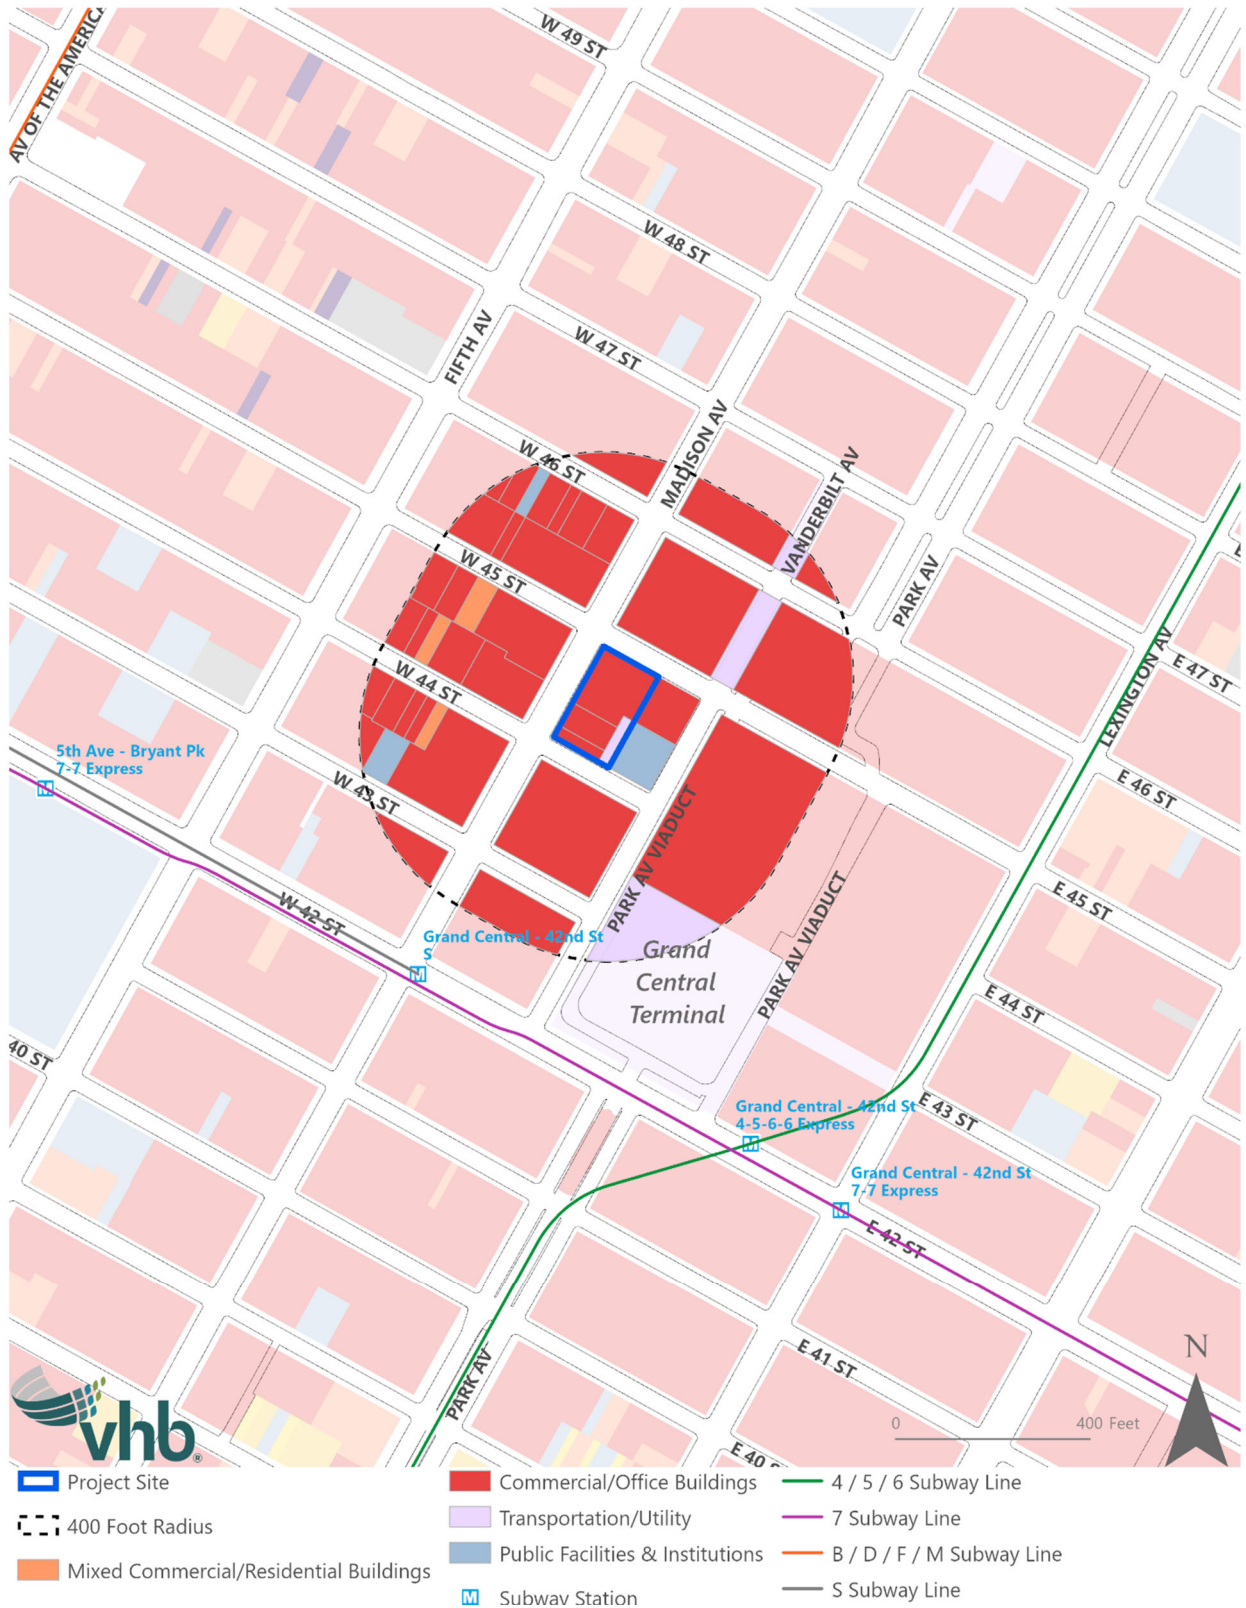 W 49 ST
AV OF THE AMERICA
W 48 ST
FIFTH AV
W 47 ST
MADISON AV
W 46 ST
VANDERBILT AV
W 45 ST
PARK AV
LEXINGTON AV
E 47 ST
W 44 ST
5th Ave - Bryant Pk
7-7 Express
W 43 ST
E 46 ST
PARK AV VIADUCT
E 45 ST
W 42 ST
PARK AV VIADUCT
Grand Central - 42nd St
S
Grand
Central
Terminal
E 44 ST
40 ST
Grand Central - 42nd St
4-5-6-6 Express
E 43 ST
Grand Central - 42nd St
7-7 Express
E 42 ST
E 41 ST
PARK AV
N
vhb®
0 400 Feet
E 40 S
Project Site
400 Foot Radius
Mixed Commercial/Residential Buildings
Commercial/Office Buildings
Transportation/Utility
Public Facilities & Institutions
M Subway Station
4 / 5 / 6 Subway Line
7 Subway Line
B / D / F / M Subway Line
S Subway Line